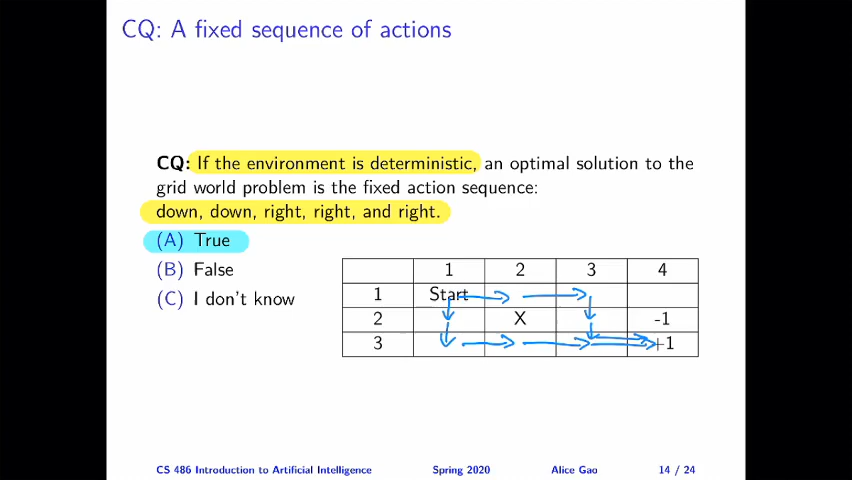 CQ: A fixed sequence of actions
CQ: If the environment is deterministic, an optimal solution to the
grid world problem is the fixed action sequence:
down, down, right, right, and right.
(A) True
(B) False
(C) I don't know
1 2 3 4
1 Start
2 X -1
3 +1
CS 486 Introduction to Artificial Intelligence Spring 2020 Alice Gao 14 / 24